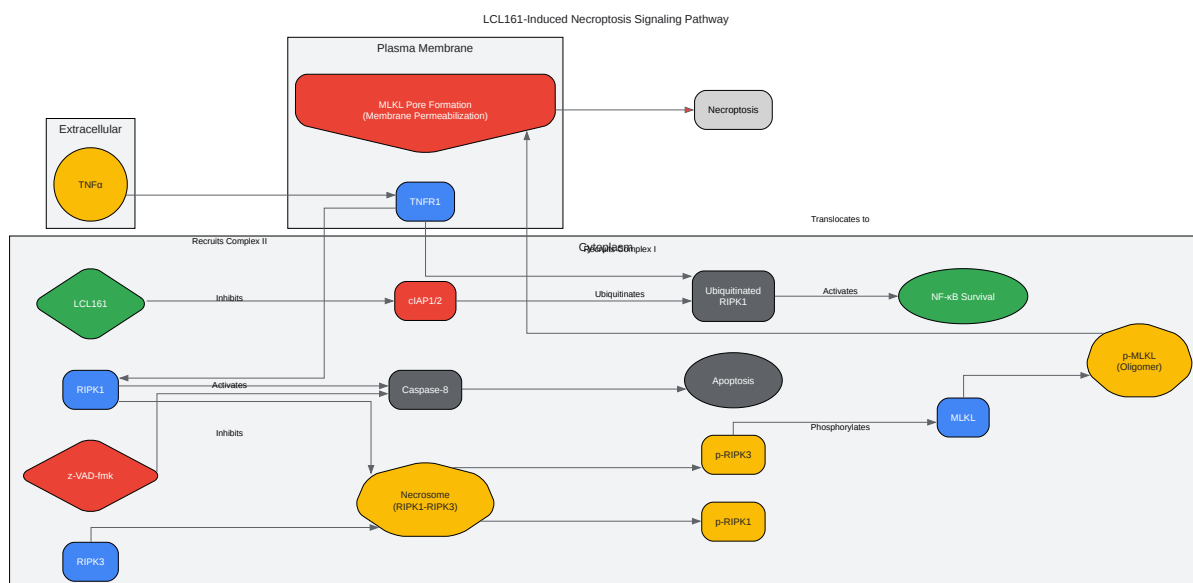 LCL161-Induced Necroptosis Signaling Pathway
Plasma Membrane
MLKL Pore Formation
(Membrane Permeabilization)
Necroptosis
Extracellular
TNFα
TNFR1
Translocates to
Recruits Complex II
Cytoplasm
Recruits Complex I
LCL161
Inhibits
cIAP1/2
Ubiquitinates
Ubiquitinated
RIPK1
Activates
NF-κB Survival
p-MLKL
(Oligomer)
RIPK1
Activates
Caspase-8
Apoptosis
MLKL
Inhibits
Phosphorylates
z-VAD-fmk
p-RIPK3
Necrosome
(RIPK1-RIPK3)
p-RIPK1
RIPK3